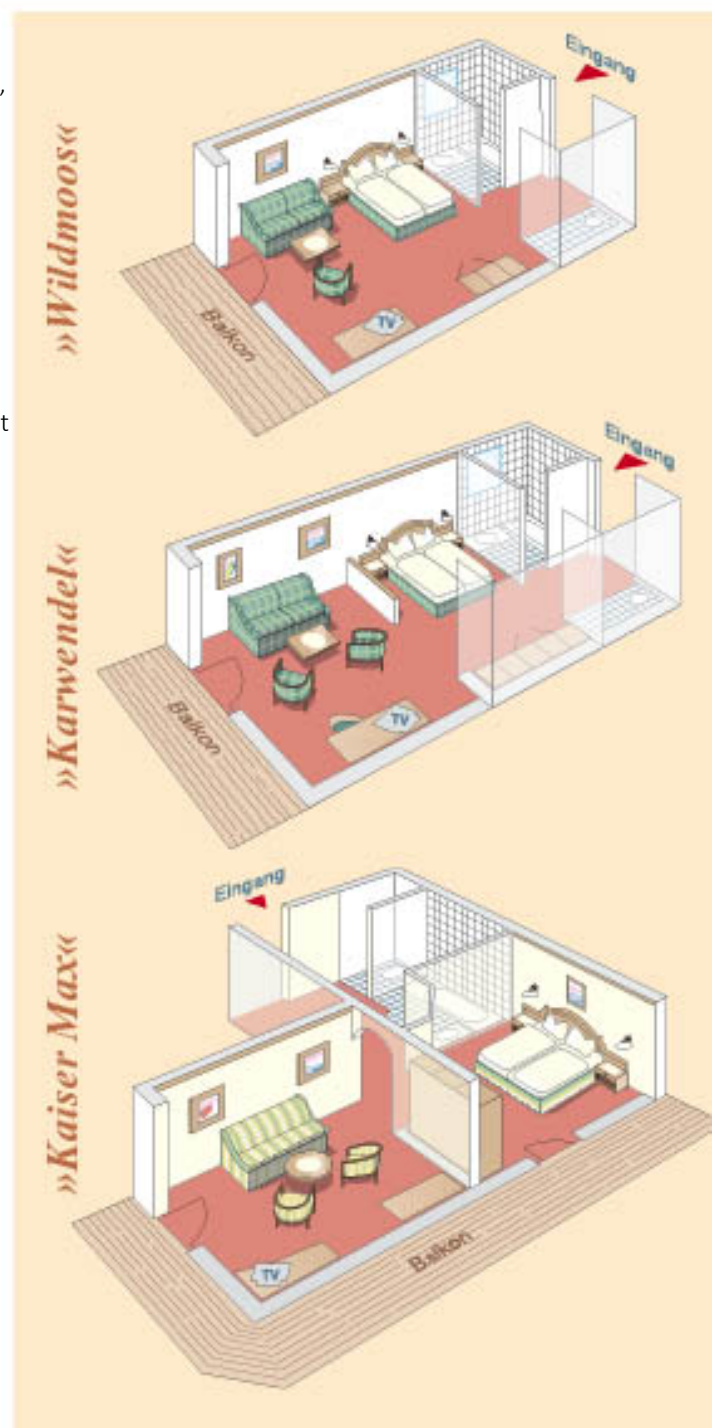 »Wildmoos«
Eingang
Balkon
TV
»Karwendel«
Eingang
Balkon
TV
»Kaiser Max«
Eingang
Balkon
TV
,
t